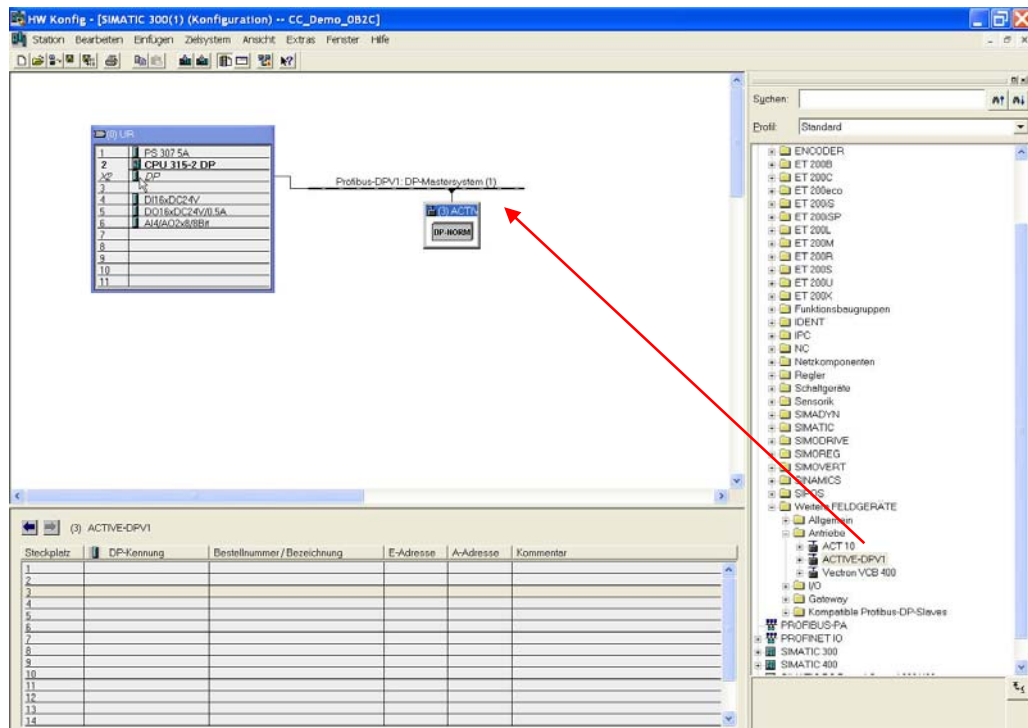 HW Konfig - [SIMATIC 300(1) (Konfiguration) -- CC_Demo_0B2C]
Station Bearbeiten Einfügen Zielsystem Ansicht Extras Fenster Hilfe
(0) UR
1 PS 307 5A
2 CPU 315-2 DP
X2 DP
3
4 DI16xDC24V
5 DO16xDC24V/0.5A
6 AI4/AO2x8/8Bit
7
8
9
10
11
Profibus-DPV1: DP-Mastersystem (1)
(3) ACTIV
DP-NORM
Suchen:
Profil: Standard
ENCODER
ET 200B
ET 200C
ET 200eco
ET 200iS
ET 200iSP
ET 200L
ET 200M
ET 200R
ET 200S
ET 200U
ET 200X
Funktionsbaugruppen
IDENT
IPC
NC
Netzkomponenten
Regler
Schaltgeräte
Sensorik
SIMADYN
SIMATIC
SIMODRIVE
SIMOREG
SIMOVERT
SINAMICS
SIPOS
Weitere FELDGERÄTE
Allgemein
Antriebe
ACT 10
ACTIVE-DPV1
Vectron VCB 400
I/O
Gateway
Kompatible Profibus-DP-Slaves
PROFIBUS-PA
PROFINET IO
SIMATIC 300
SIMATIC 400
(3) ACTIVE-DPV1
Steckplatz DP-Kennung Bestellnummer / Bezeichnung E-Adresse A-Adresse Kommentar
1
2
3
4
5
6
7
8
9
10
11
12
13
14